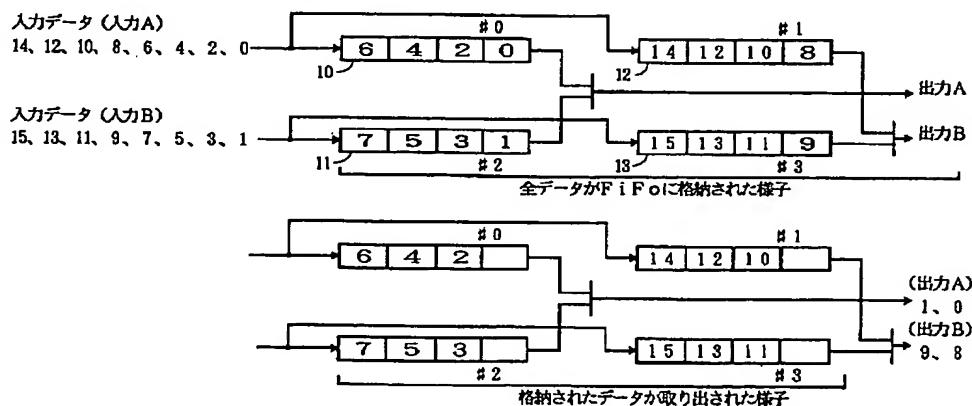 入力データ (入力A)
14、12、10、8、6、4、2、0
#0
6 4 2 0
10
#1
14 12 10 8
12
出力A
入力データ (入力B)
15、13、11、9、7、5、3、1
7 5 3 1
11
#2
15 13 11 9
13
#3
出力B
全データがFiFoに格納された様子
#0
6 4 2
#1
14 12 10
(出力A)
1、0
(出力B)
9、8
7 5 3
#2
15 13 11
#3
格納されたデータが取り出された様子